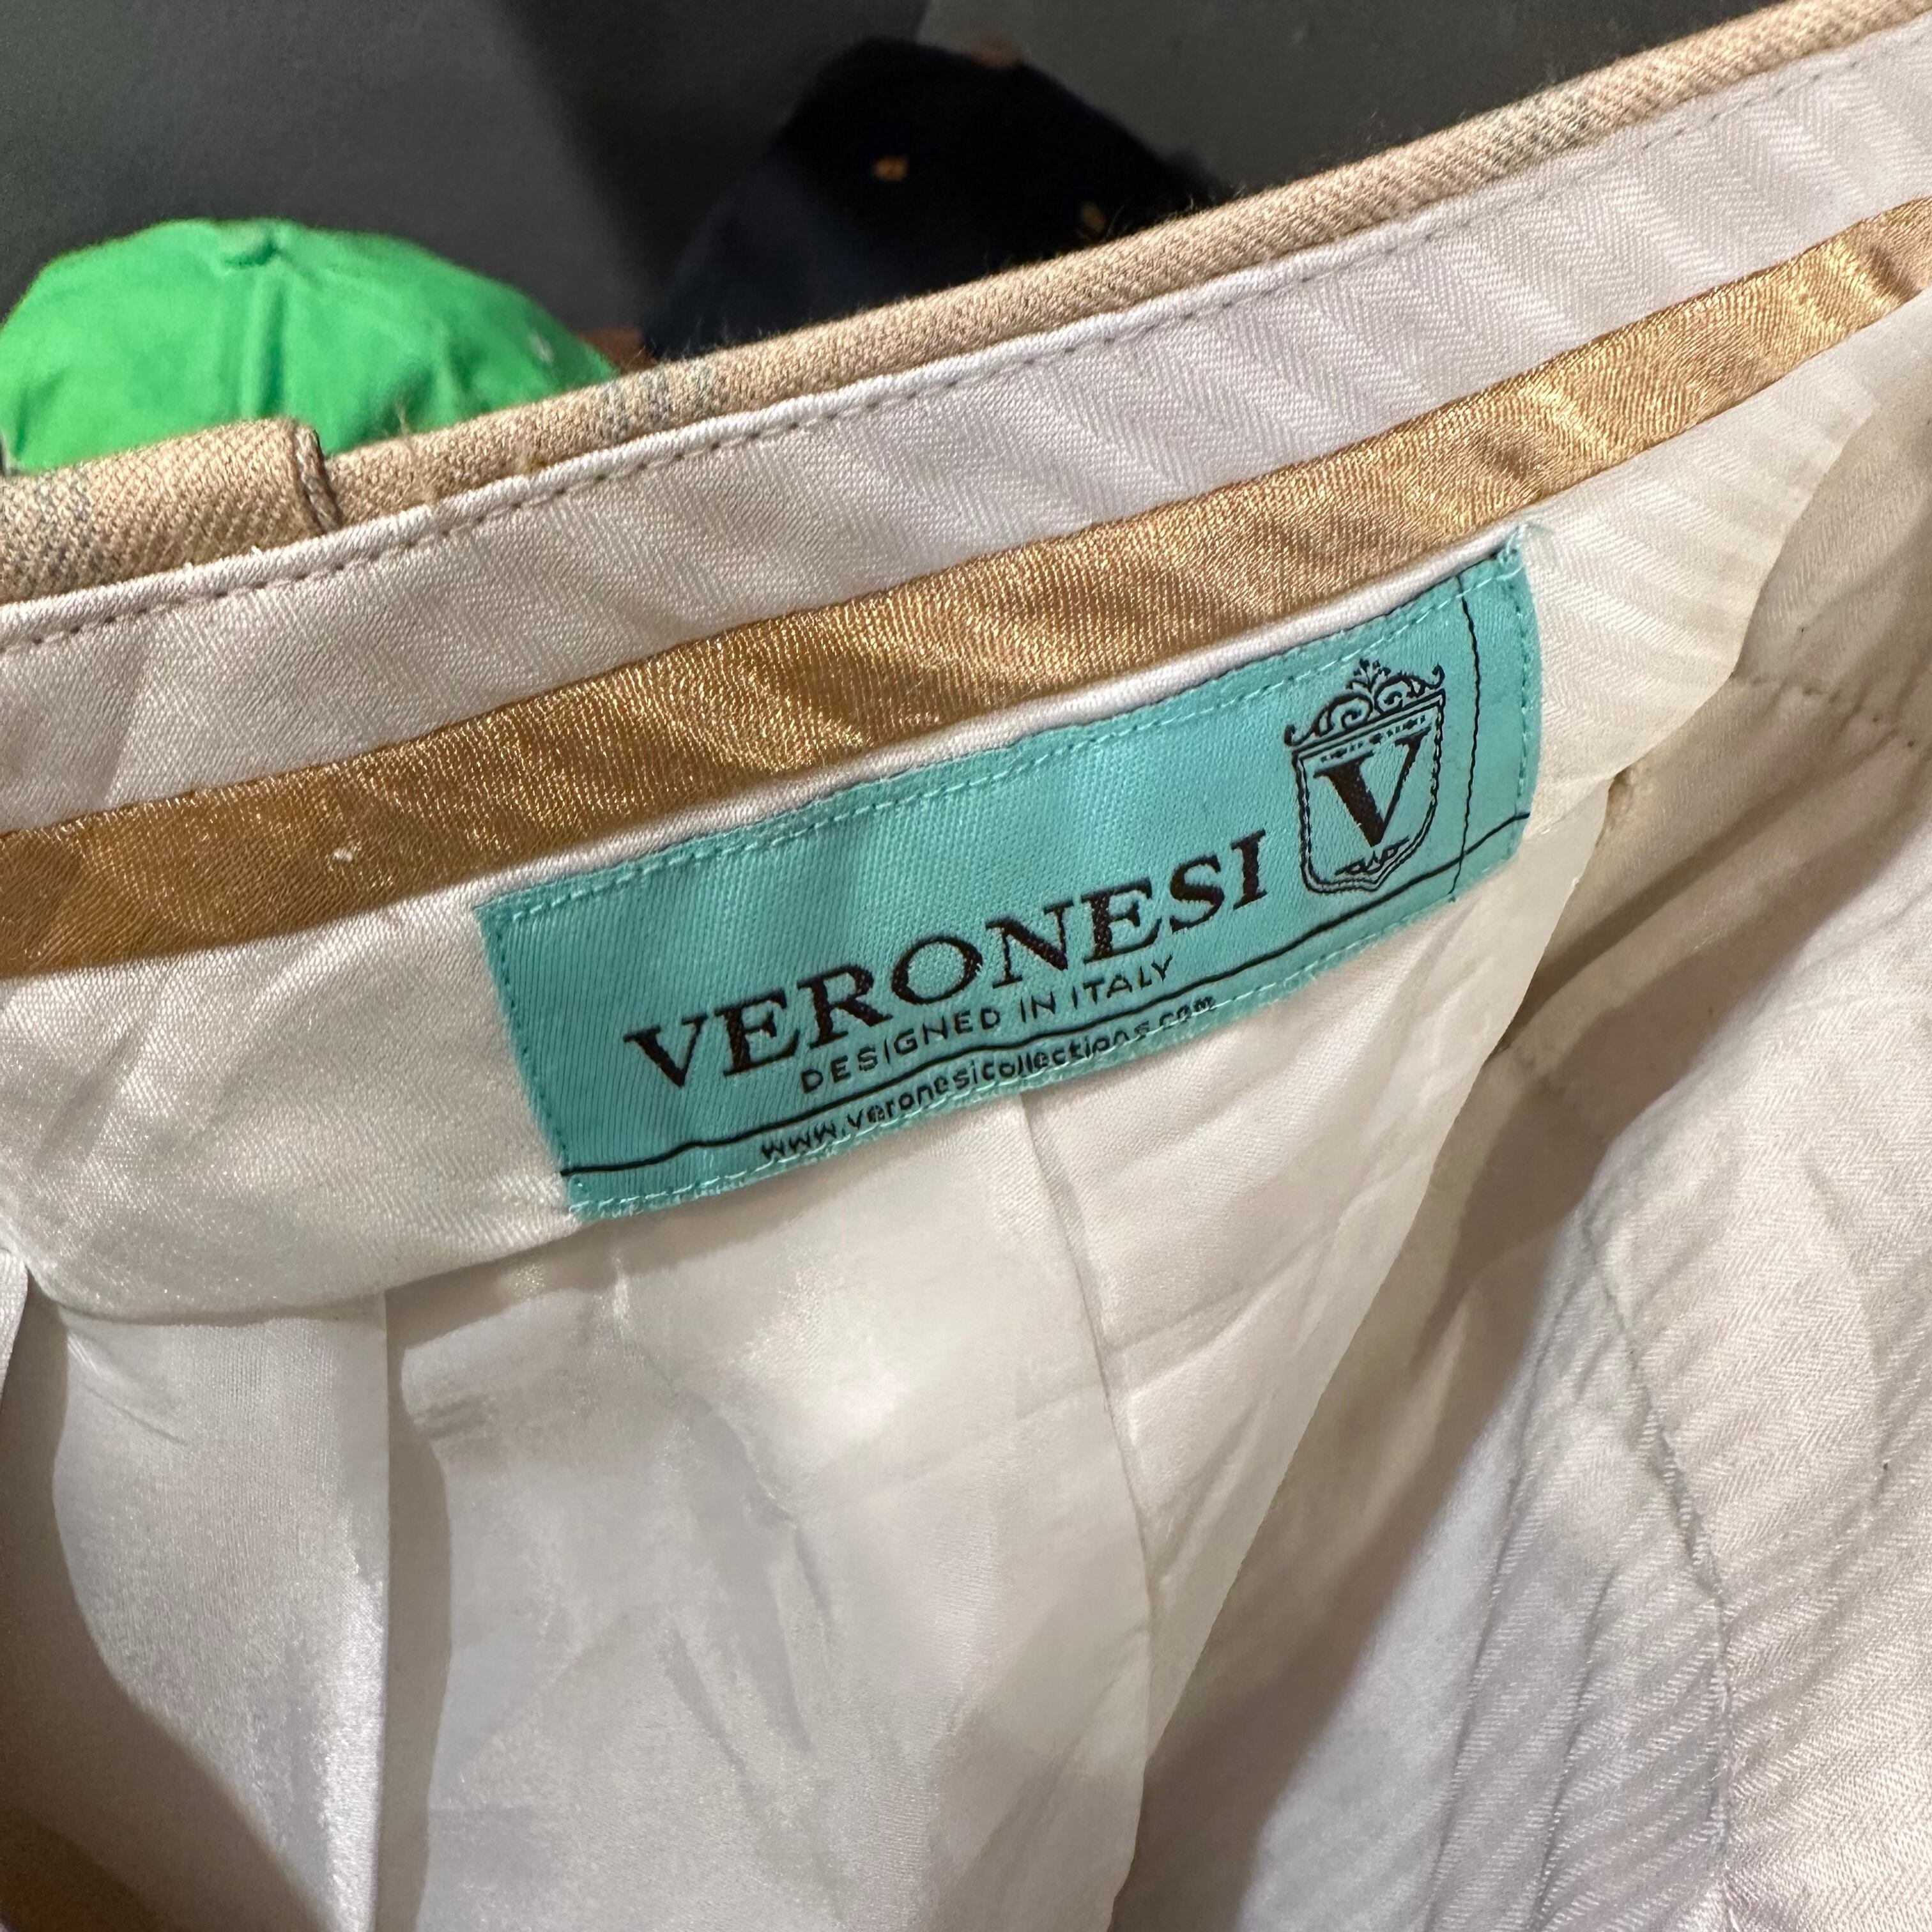 VERONESI
V
DESIGNED IN ITALY
www.veronesicollections.com